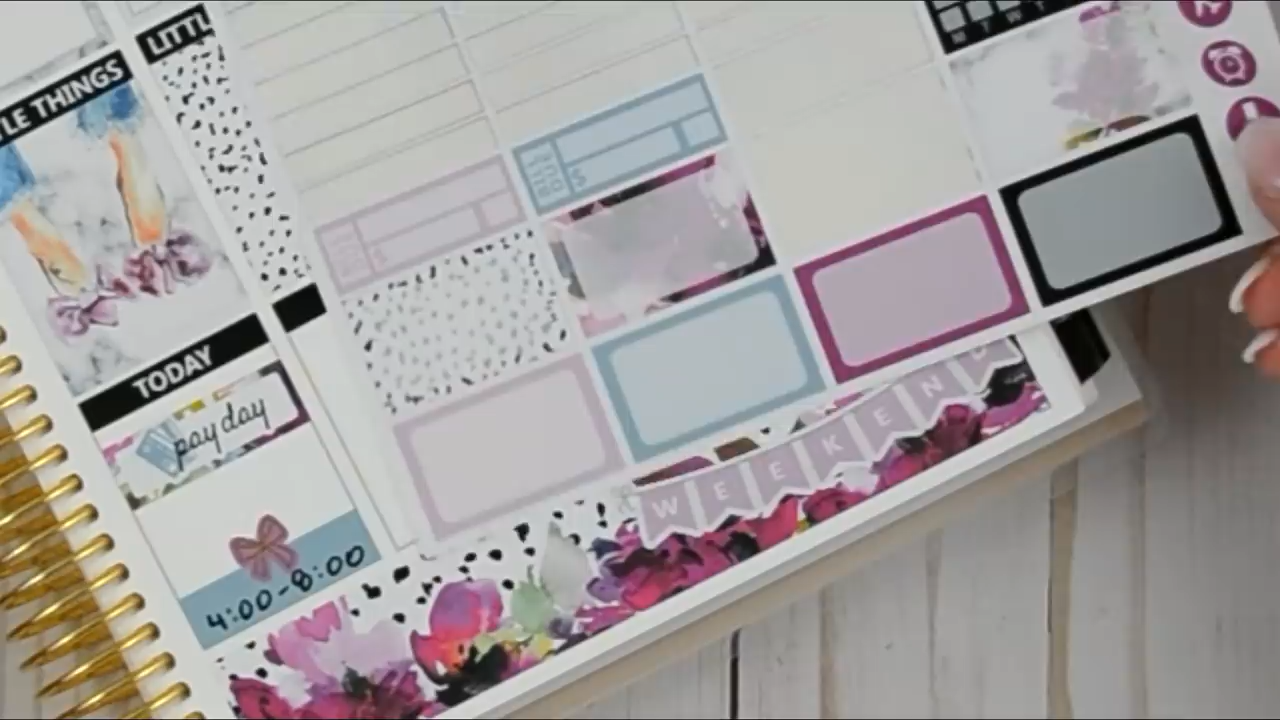 LITTL
LE THINGS
TODAY
pay day
4:00-8:00
WEEKEND
M T W T
$